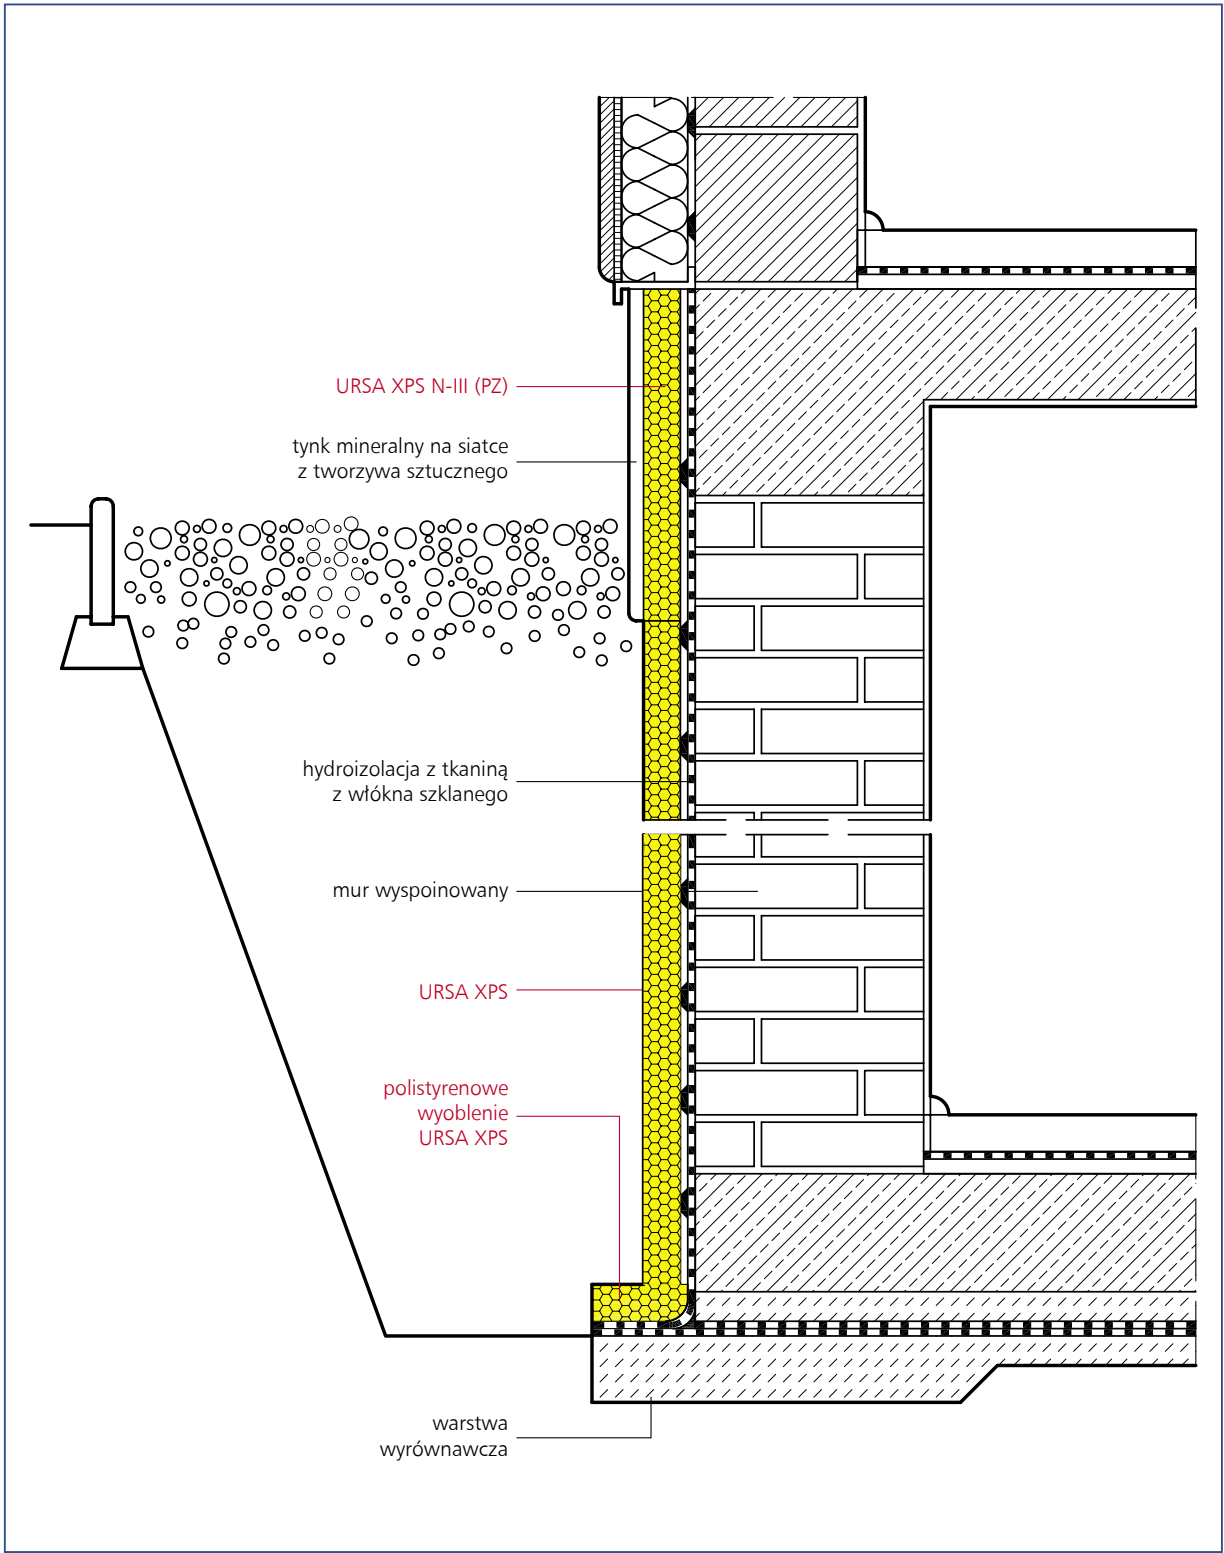 URSA XPS N-III (PZ)
tynk mineralny na siatce
z tworzywa sztucznego
hydroizolacja z tkaniną
z włókna szklanego
mur wyspoinowany
URSA XPS
polistyrenowe
wyoblenie
URSA XPS
warstwa
wyrównawcza